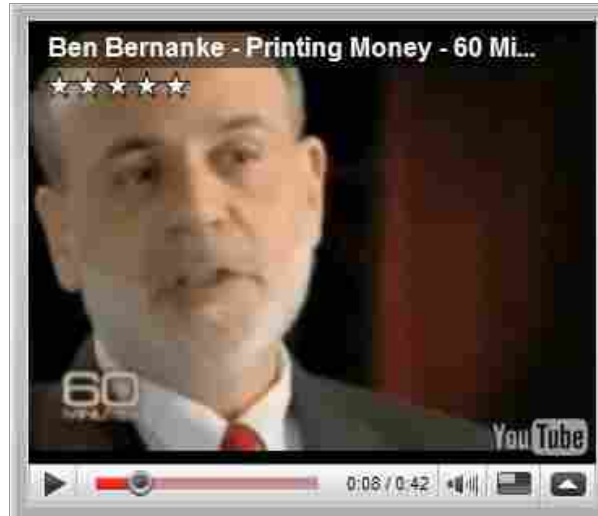 Ben Bernanke - Printing Money - 60 Mi...
60
MINUTES
YouTube
0:08 / 0:42